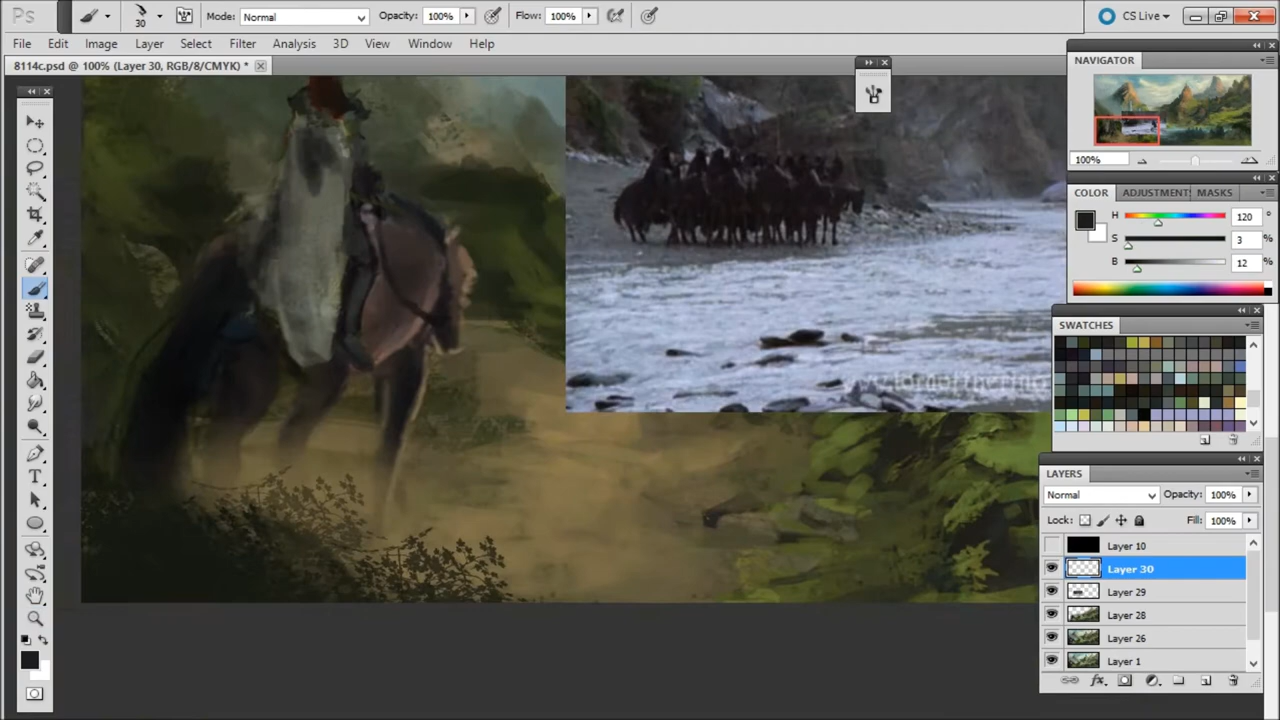 Ps
30
Mode: Normal
Opacity: 100%
Flow: 100%
CS Live
File Edit Image Layer Select Filter Analysis 3D View Window Help
8114c.psd @ 100% (Layer 30, RGB/8/CMYK) *
NAVIGATOR
100%
COLOR ADJUSTMENT MASKS
H 120 °
S 3 %
B 12 %
SWATCHES
LAYERS
Normal Opacity: 100%
Lock: Fill: 100%
Layer 10
Layer 30
Layer 29
Layer 28
Layer 26
Layer 1